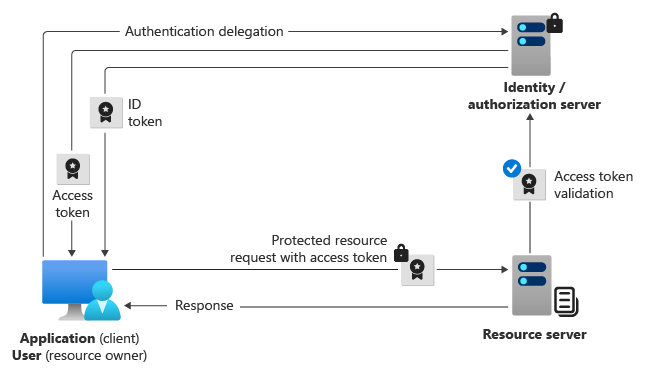 Authentication delegation
ID
token
Identity /
authorization server
Access
token
Access token
validation
Protected resource
request with access token
Response
Resource server
Application (client)
User (resource owner)